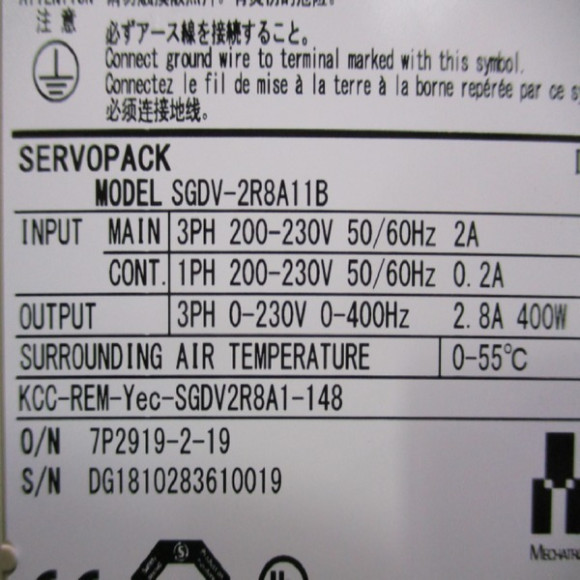 注意
必ずアース線を接続すること。
Connect ground wire to terminal marked with this symbol.
Connectez le fil de mise à la terre à la borne repérée par ce
必须连接地线。
SERVOPACK
MODEL SGDV-2R8A11B
INPUT MAIN 3PH 200-230V 50/60Hz 2A
CONT. 1PH 200-230V 50/60Hz 0.2A
OUTPUT 3PH 0-230V 0-400Hz 2.8A 400W
SURROUNDING AIR TEMPERATURE 0-55℃
KCC-REM-Yec-SGDV2R8A1-148
O/N 7P2919-2-19
S/N DG1810283610019